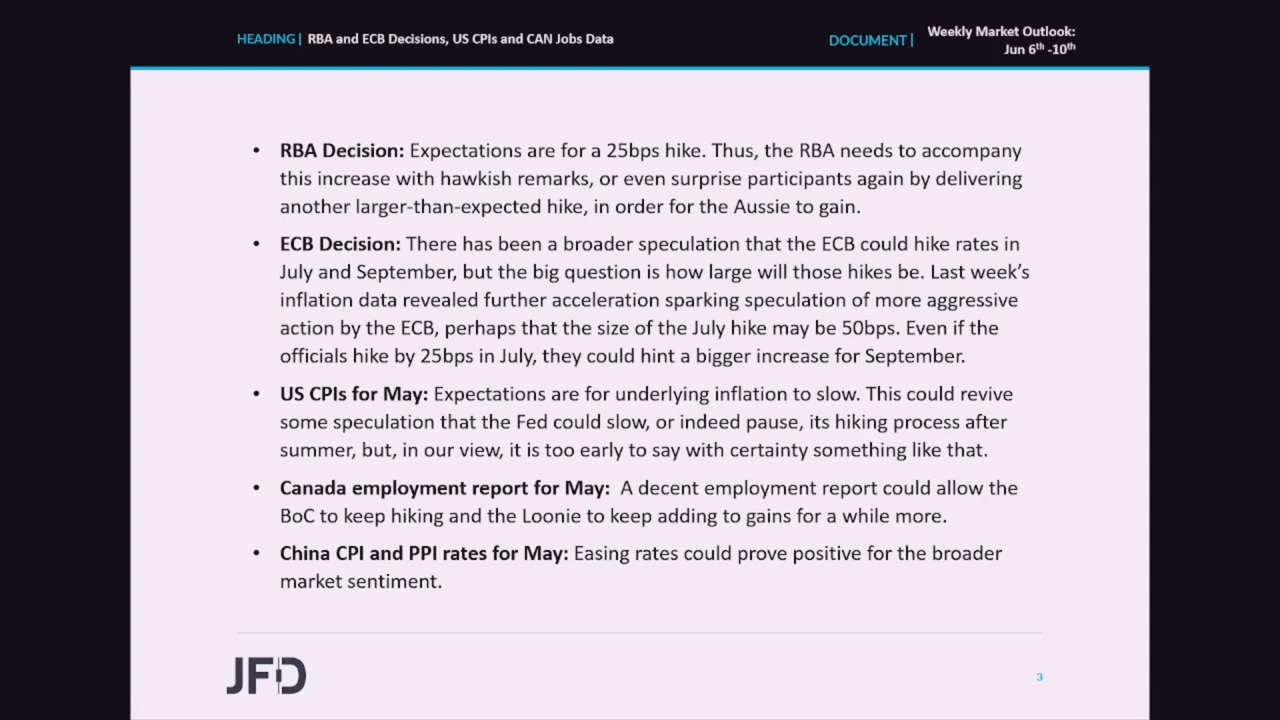 HEADING | RBA and ECB Decisions, US CPIs and CAN Jobs Data
DOCUMENT | Weekly Market Outlook:
Jun 6th -10th
• RBA Decision: Expectations are for a 25bps hike. Thus, the RBA needs to accompany
this increase with hawkish remarks, or even surprise participants again by delivering
another larger-than-expected hike, in order for the Aussie to gain.
• ECB Decision: There has been a broader speculation that the ECB could hike rates in
July and September, but the big question is how large will those hikes be. Last week’s
inflation data revealed further acceleration sparking speculation of more aggressive
action by the ECB, perhaps that the size of the July hike may be 50bps. Even if the
officials hike by 25bps in July, they could hint a bigger increase for September.
• US CPIs for May: Expectations are for underlying inflation to slow. This could revive
some speculation that the Fed could slow, or indeed pause, its hiking process after
summer, but, in our view, it is too early to say with certainty something like that.
• Canada employment report for May: A decent employment report could allow the
BoC to keep hiking and the Loonie to keep adding to gains for a while more.
• China CPI and PPI rates for May: Easing rates could prove positive for the broader
market sentiment.
JFD
3